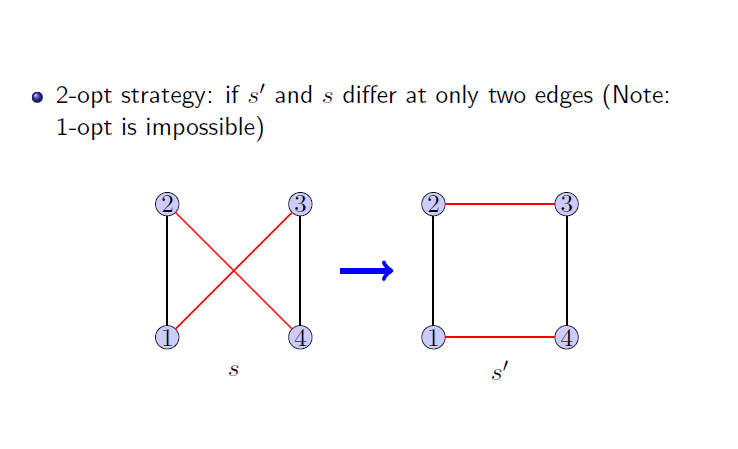 2-opt strategy: if s′ and s differ at only two edges (Note:
1-opt is impossible)
2 3 2 3
1 4 1 4
s s′